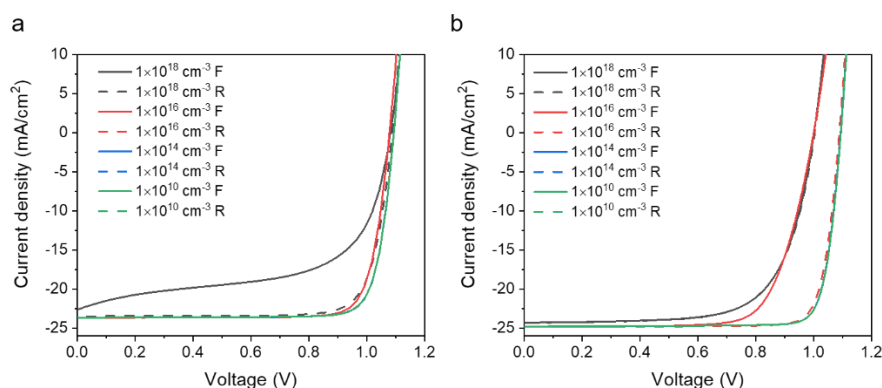 a
10
5
0
-5
-10
-15
-20
-25
Current density (mA/cm²)
1×10¹⁸ cm⁻³ F
1×10¹⁸ cm⁻³ R
1×10¹⁶ cm⁻³ F
1×10¹⁶ cm⁻³ R
1×10¹⁴ cm⁻³ F
1×10¹⁴ cm⁻³ R
1×10¹⁰ cm⁻³ F
1×10¹⁰ cm⁻³ R
0.0 0.2 0.4 0.6 0.8 1.0 1.2
Voltage (V)
b
10
5
0
-5
-10
-15
-20
-25
Current density (mA/cm²)
1×10¹⁸ cm⁻³ F
1×10¹⁸ cm⁻³ R
1×10¹⁶ cm⁻³ F
1×10¹⁶ cm⁻³ R
1×10¹⁴ cm⁻³ F
1×10¹⁴ cm⁻³ R
1×10¹⁰ cm⁻³ F
1×10¹⁰ cm⁻³ R
0.0 0.2 0.4 0.6 0.8 1.0 1.2
Voltage (V)